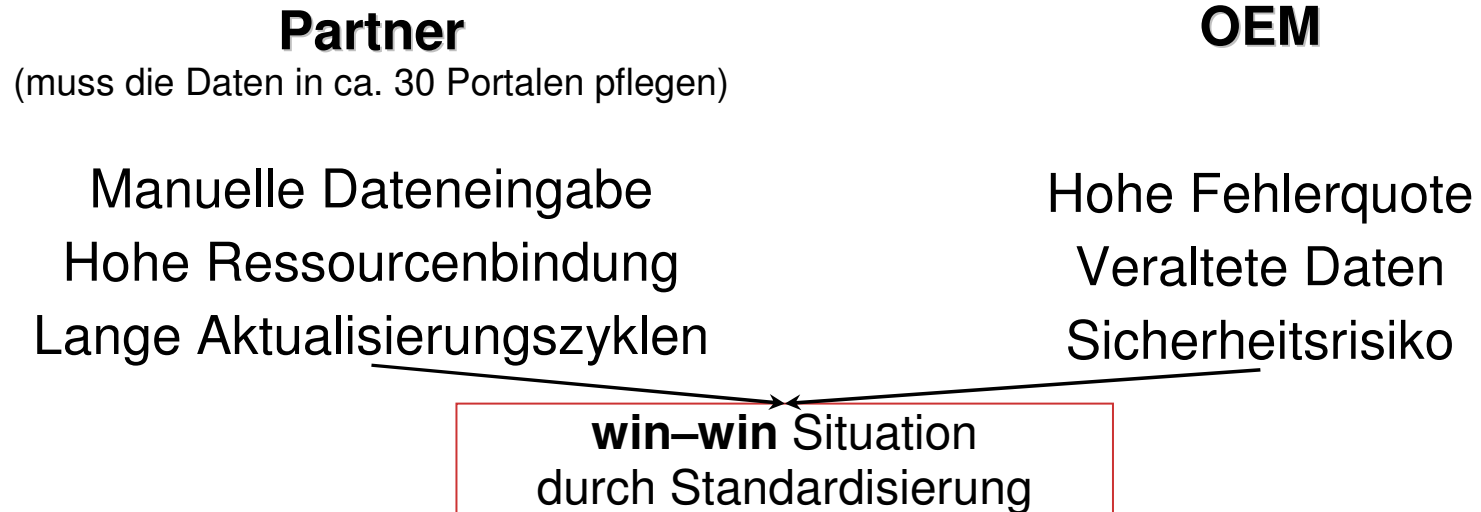 Partner
(muss die Daten in ca. 30 Portalen pflegen)
Manuelle Dateneingabe
Hohe Ressourcenbindung
Lange Aktualisierungszyklen
OEM
Hohe Fehlerquote
Veraltete Daten
Sicherheitsrisiko
win–win Situation
durch Standardisierung